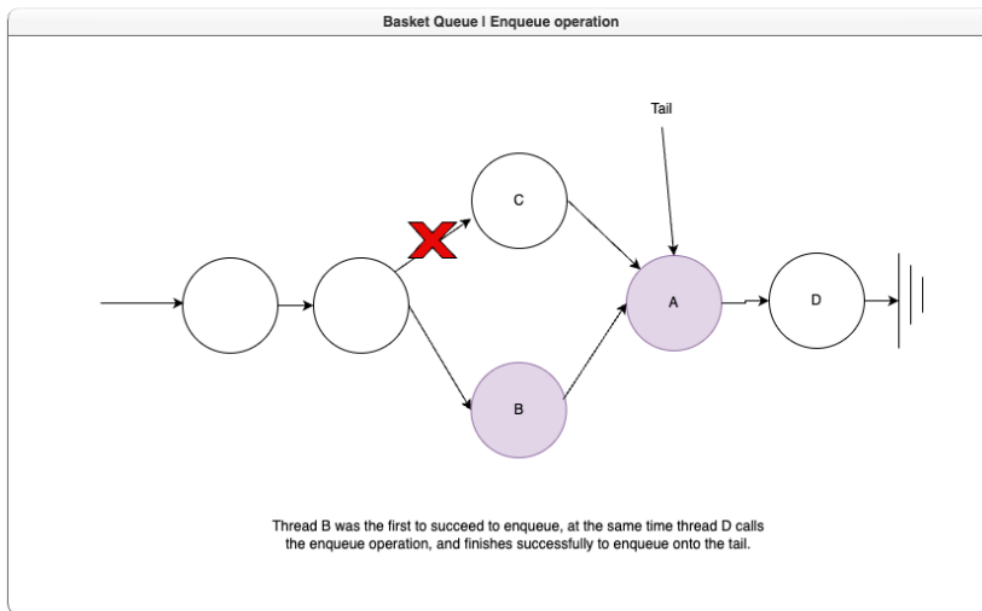 Basket Queue | Enqueue operation
Tail
C
A
D
B
Thread B was the first to succeed to enqueue, at the same time thread D calls
the enqueue operation, and finishes successfully to enqueue onto the tail.